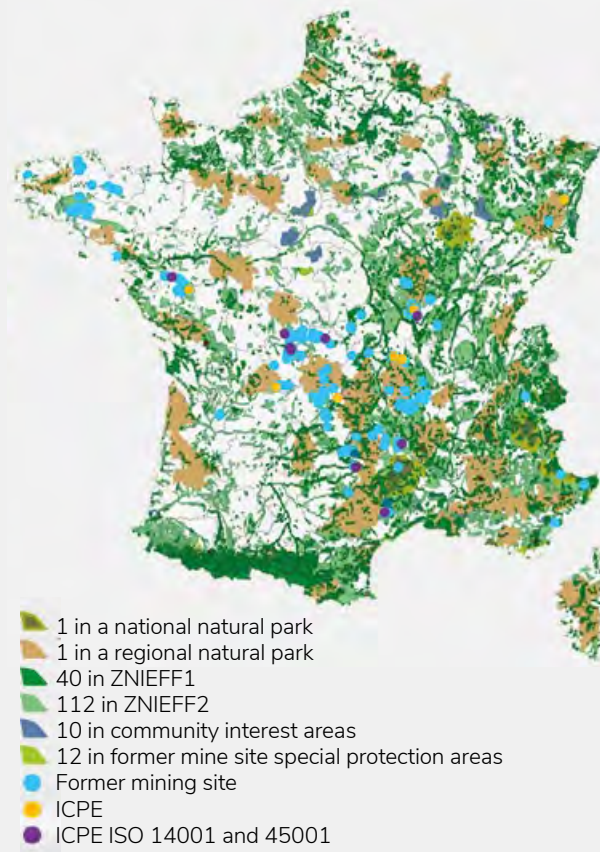 1 in a national natural park
1 in a regional natural park
40 in ZNIEFF1
112 in ZNIEFF2
10 in community interest areas
12 in former mine site special protection areas
Former mining site
ICPE
ICPE ISO 14001 and 45001